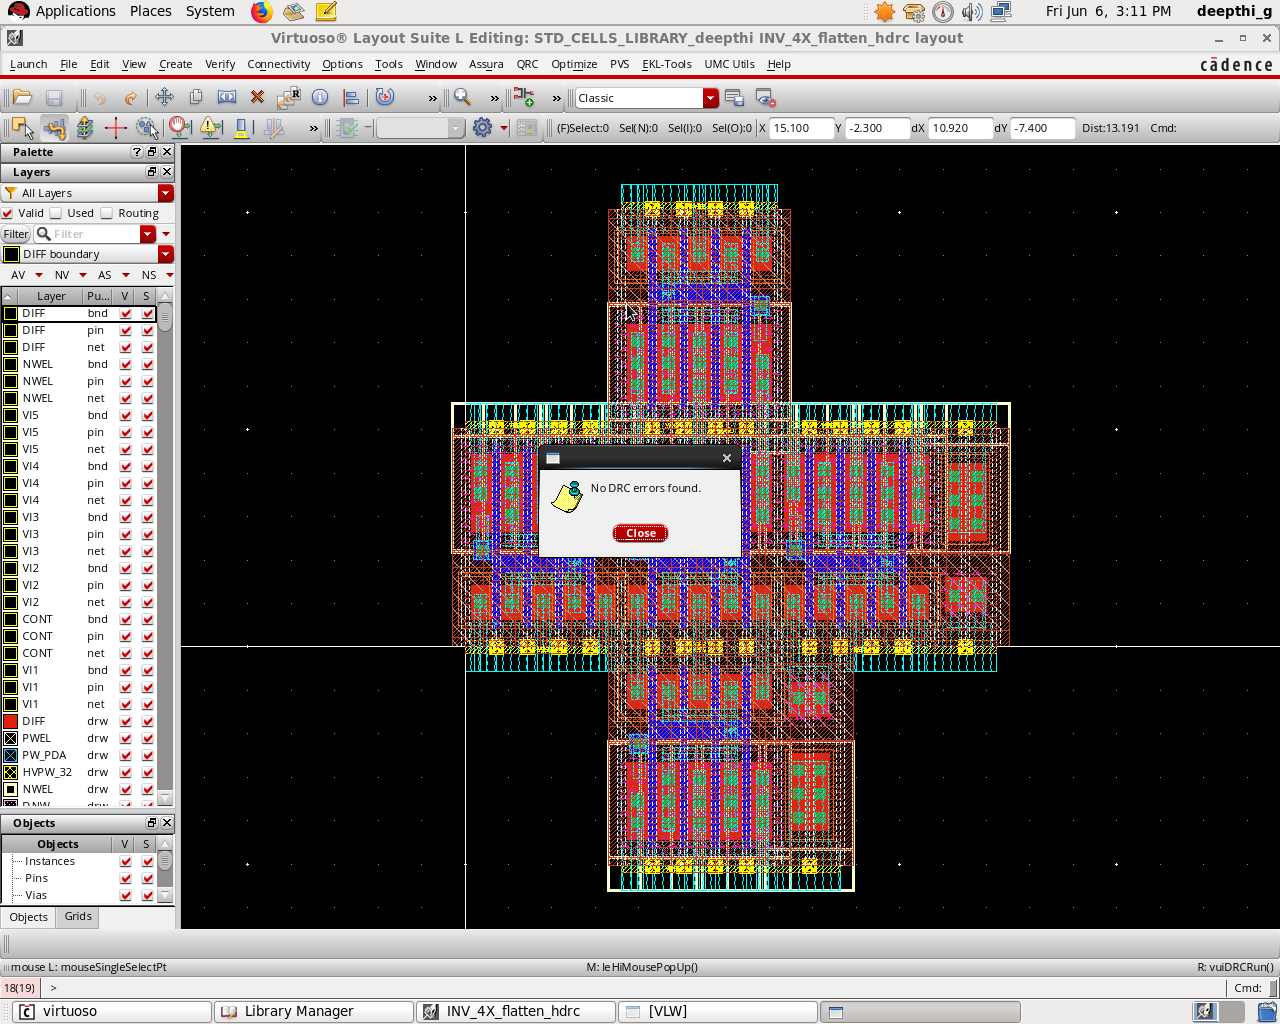 Applications Places System Fri Jun 6, 3:11 PM deepthi_g
Virtuoso® Layout Suite L Editing: STD_CELLS_LIBRARY_deepthi INV_4X_flatten_hdrc layout
Launch File Edit View Create Verify Connectivity Options Tools Window Assura QRC Optimize PVS EKL-Tools UMC Utils Help cādence
» » » Classic
» (F)Select:0 Sel(N):0 Sel(I):0 Sel(O):0 X 15.100 Y -2.300 dX 10.920 dY -7.400 Dist:13.191 Cmd:
Palette
Layers
All Layers
Valid Used Routing
Filter Filter
DIFF boundary
AV NV AS NS
Layer Pu... V S
DIFF bnd
DIFF pin
DIFF net
NWEL bnd
NWEL pin
NWEL net
VI5 bnd
VI5 pin
VI5 net
VI4 bnd
VI4 pin
VI4 net
VI3 bnd
VI3 pin
VI3 net
VI2 bnd
VI2 pin
VI2 net
CONT bnd
CONT pin
CONT net
VI1 bnd
VI1 pin
VI1 net
DIFF drw
PWEL drw
PW_PDA drw
HVPW_32 drw
NWEL drw
No DRC errors found.
Close
Objects
Objects V S
Instances
Pins
Vias
Objects Grids
mouse L: mouseSingleSelectPt M: leHiMousePopUp() R: vuiDRCRun()
18(19) > Cmd:
virtuoso Library Manager INV_4X_flatten_hdrc [VLW]